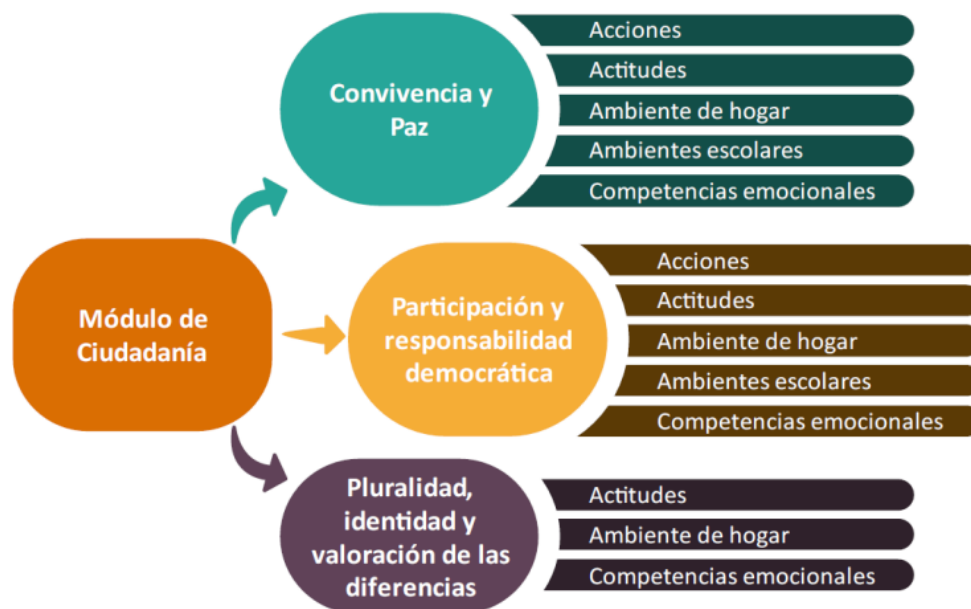 Módulo de
Ciudadanía
Convivencia y
Paz
Acciones
Actitudes
Ambiente de hogar
Ambientes escolares
Competencias emocionales
Participación y
responsabilidad
democrática
Acciones
Actitudes
Ambiente de hogar
Ambientes escolares
Competencias emocionales
Pluralidad,
identidad y
valoración de las
diferencias
Actitudes
Ambiente de hogar
Competencias emocionales